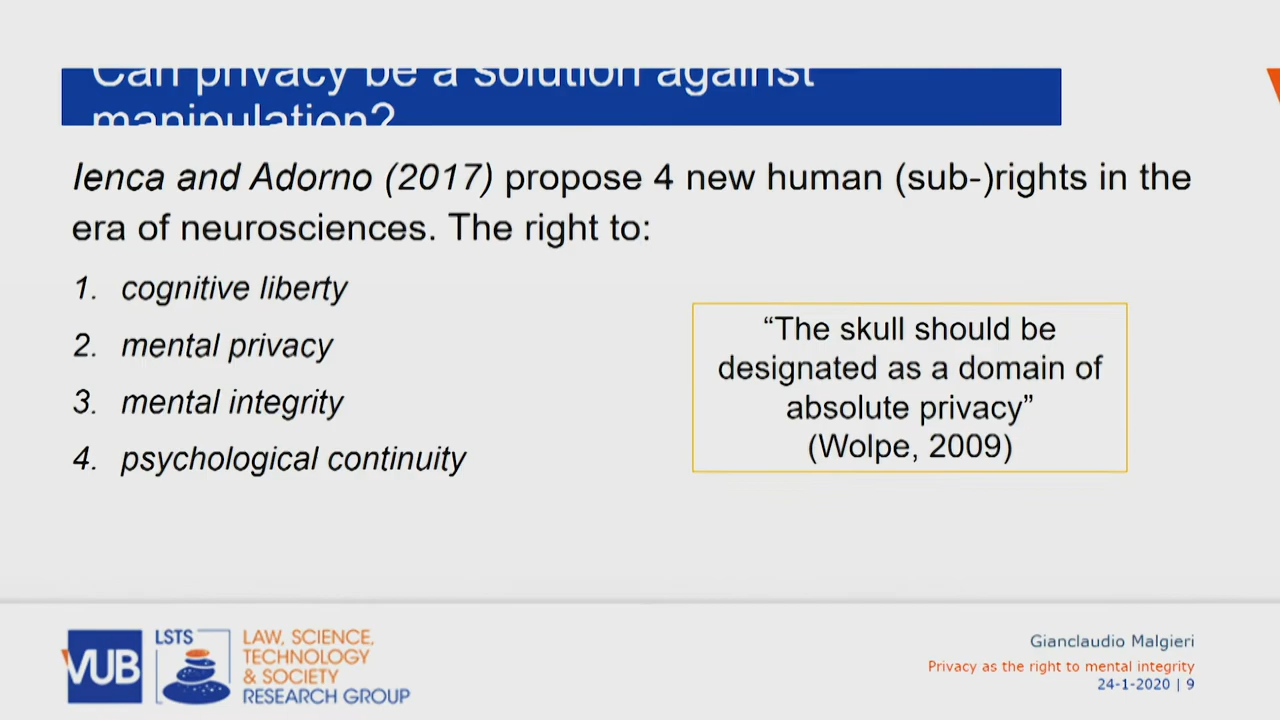 Can privacy be a solution against
manipulation?
Ienca and Adorno (2017) propose 4 new human (sub-)rights in the
era of neurosciences. The right to:
1. cognitive liberty
2. mental privacy
3. mental integrity
4. psychological continuity
“The skull should be
designated as a domain of
absolute privacy”
(Wolpe, 2009)
VUB
LSTS
LAW, SCIENCE,
TECHNOLOGY
& SOCIETY
RESEARCH GROUP
Gianclaudio Malgieri
Privacy as the right to mental integrity
24-1-2020 | 9